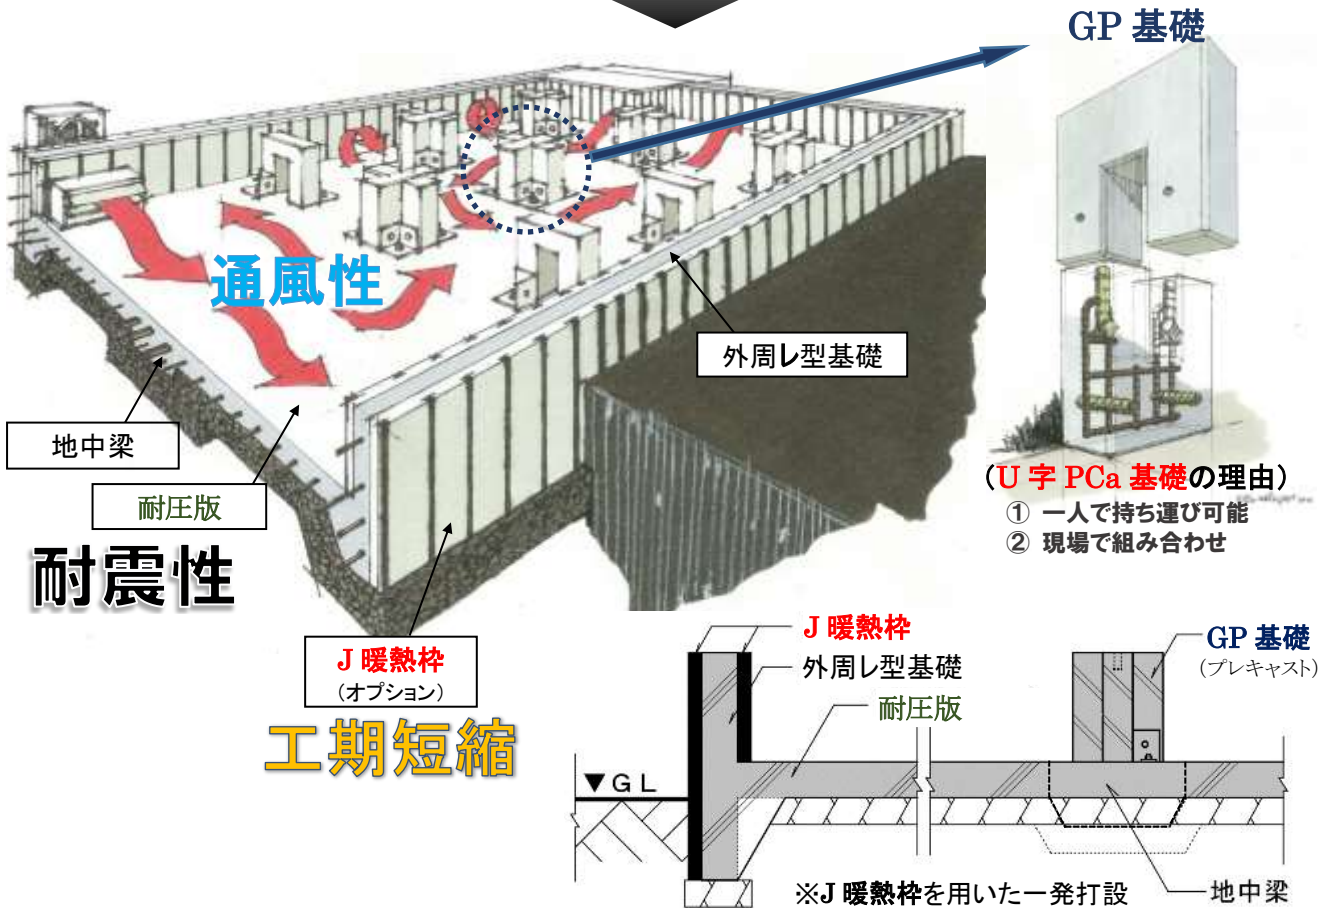 GP 基礎
通風性
外周レ型基礎
地中梁
耐圧版
耐震性
(U 字 PCa 基礎の理由)
① 一人で持ち運び可能
② 現場で組み合わせ
J 暖熱枠
(オプション)
工期短縮
J 暖熱枠
外周レ型基礎
耐圧版
GP 基礎
(プレキャスト)
▼GL
※J 暖熱枠を用いた一発打設
地中梁